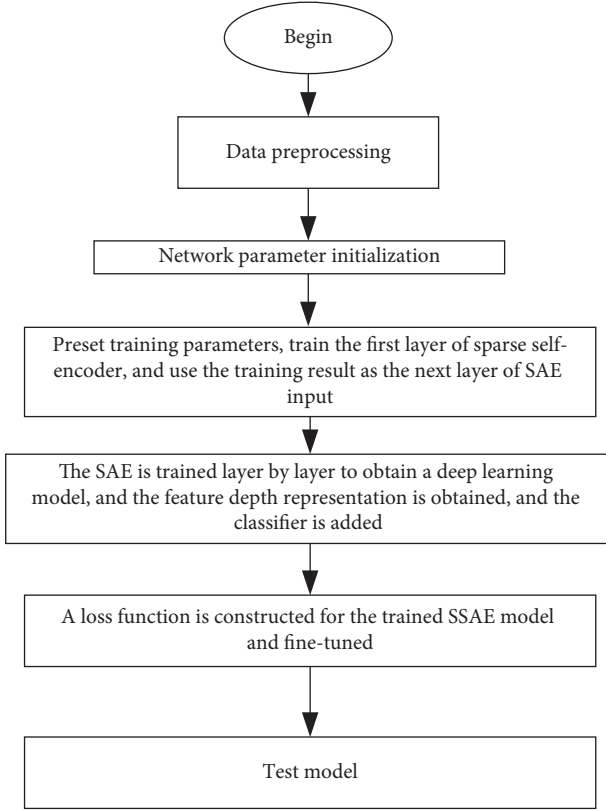 Begin
Data preprocessing
Network parameter initialization
Preset training parameters, train the first layer of sparse self-
encoder, and use the training result as the next layer of SAE
input
The SAE is trained layer by layer to obtain a deep learning
model, and the feature depth representation is obtained, and the
classifier is added
A loss function is constructed for the trained SSAE model
and fine-tuned
Test model